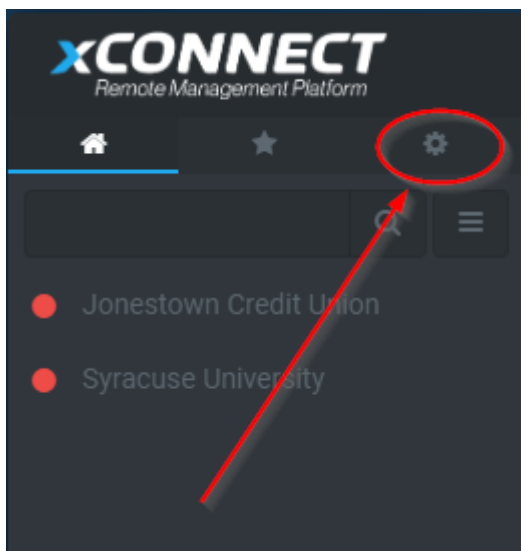 xCONNECT
Remote Management Platform
Jonestown Credit Union
Syracuse University